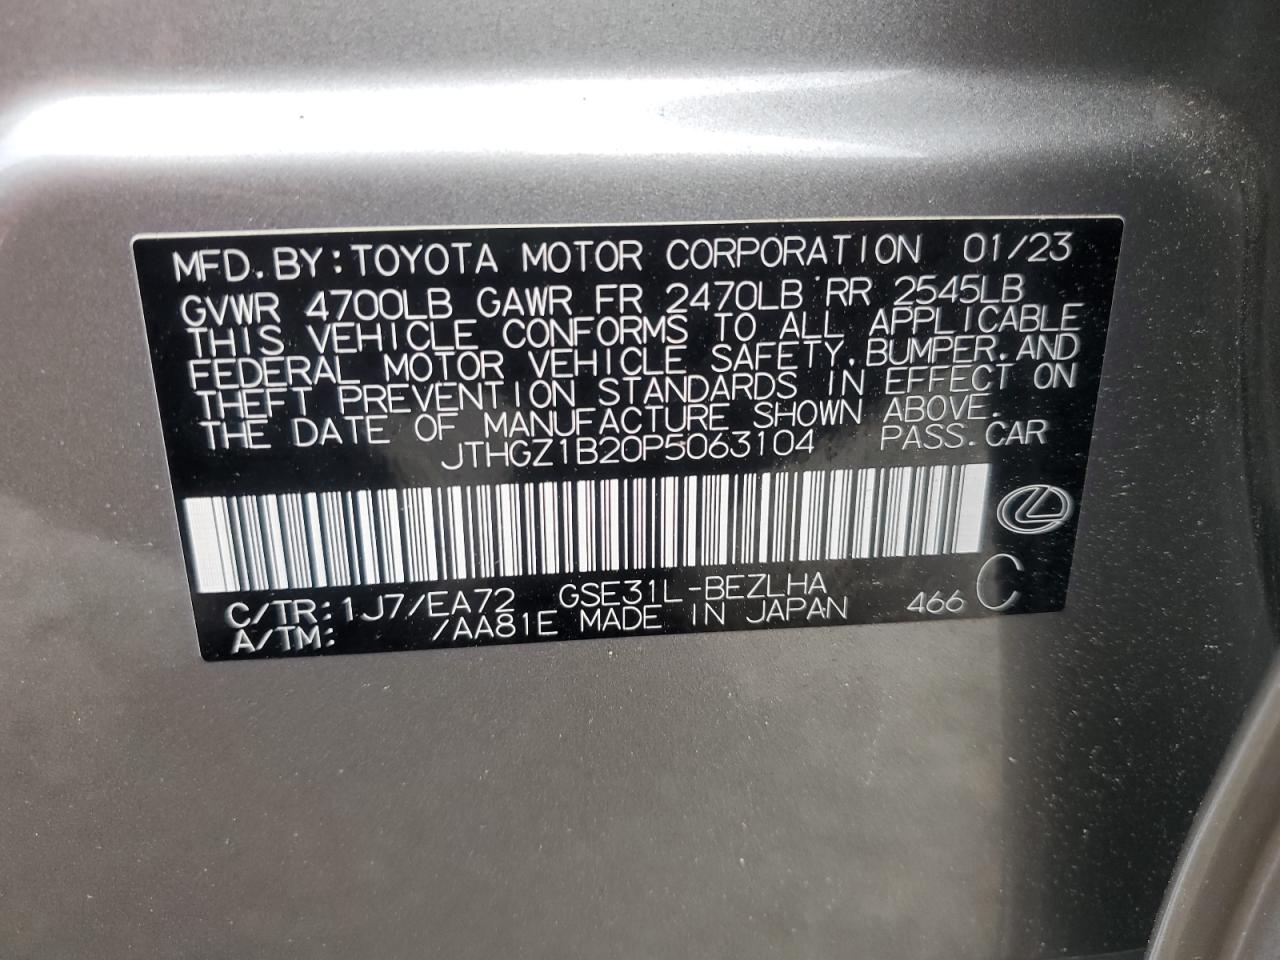 MFD.BY:TOYOTA MOTOR CORPORATION 01/23
GVWR 4700LB GAWR FR 2470LB RR 2545LB
THIS VEHICLE CONFORMS TO ALL APPLICABLE
FEDERAL MOTOR VEHICLE SAFETY,BUMPER,AND
THEFT PREVENTION STANDARDS IN EFFECT ON
THE DATE OF MANUFACTURE SHOWN ABOVE.
JTHGZ1B20P5063104 PASS.CAR
C/TR:1J7/EA72 GSE31L-BEZLHA
A/TM: /AA81E MADE IN JAPAN 466 C